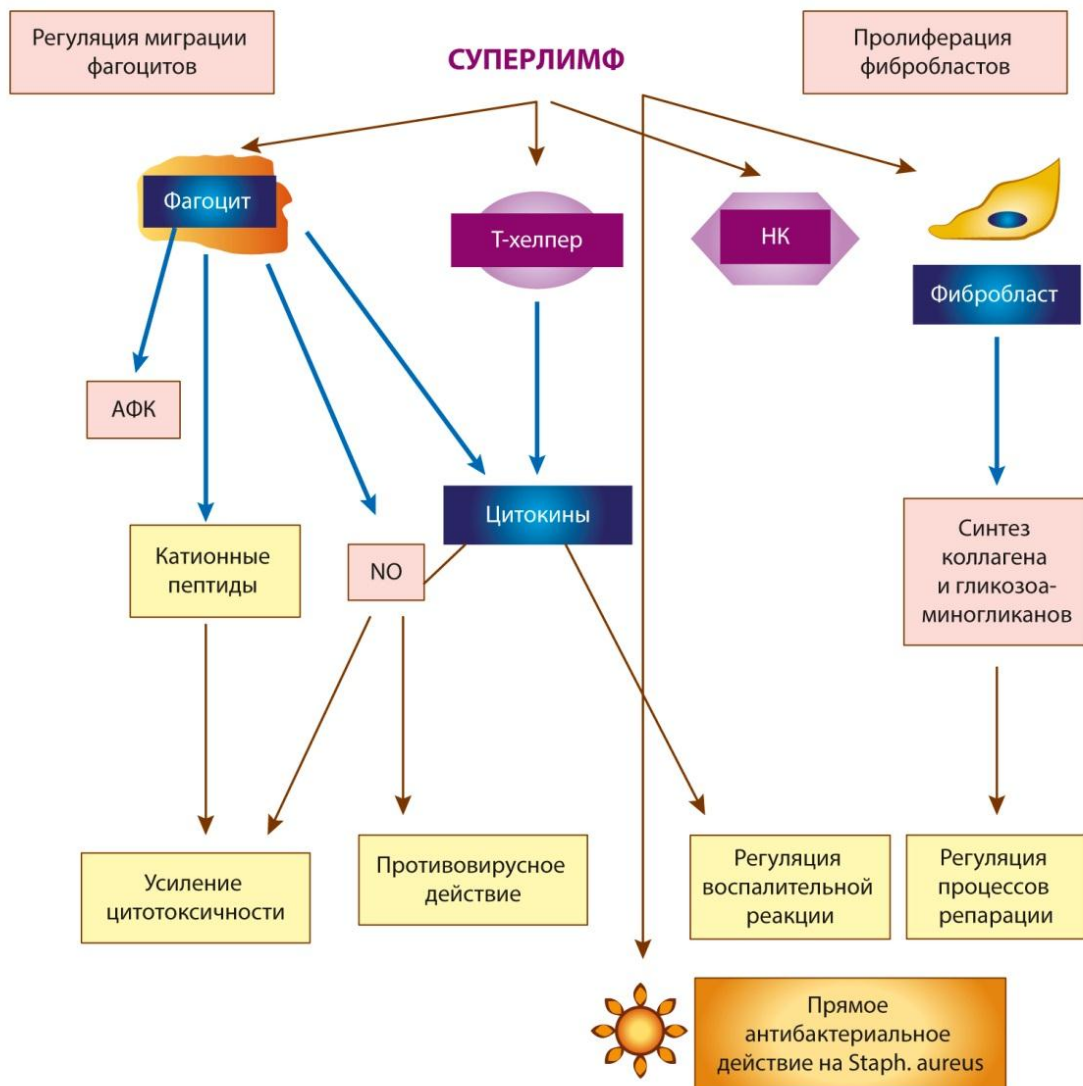 Регуляция миграции
фагоцитов
СУПЕРЛИМФ
Пролиферация
фибробластов
Фагоцит
Т-хелпер
НК
Фибробласт
АФК
Цитокины
Катионные
пептиды
NO
Синтез
коллагена
и гликозоа-
миногликанов
Усиление
цитотоксичности
Противовирусное
действие
Регуляция
воспалительной
реакции
Регуляция
процессов
репарации
Прямое
антибактериальное
действие на Staph. aureus